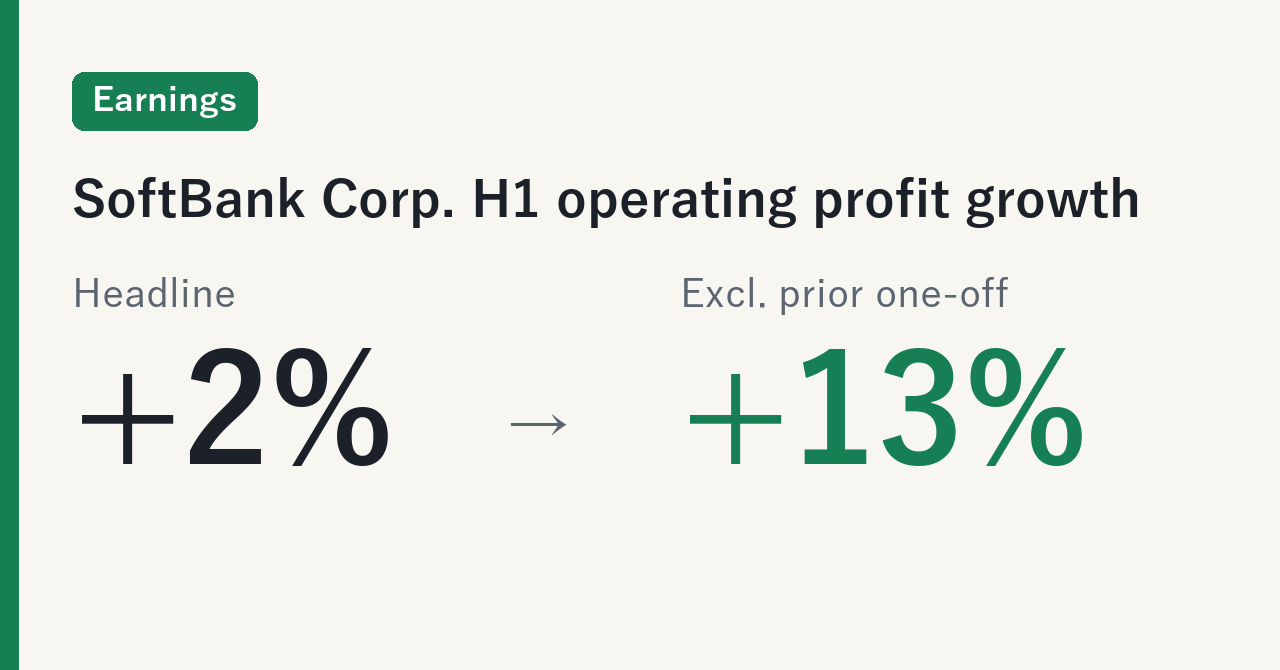 Earnings
SoftBank Corp. H1 operating profit growth
Headline
Excl. prior one-off
+2%
→
+13%